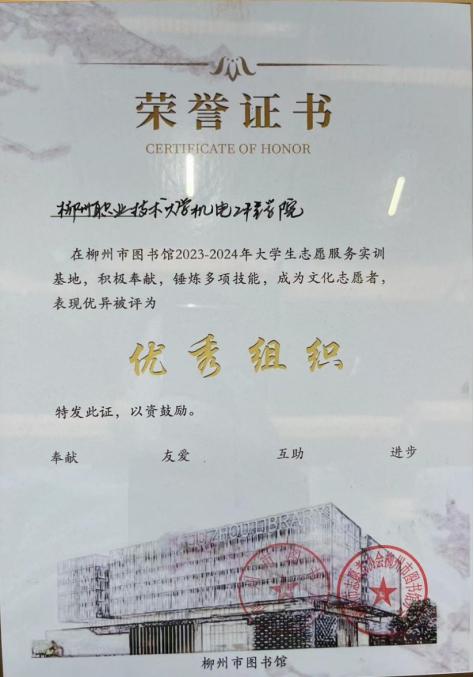 荣誉证书
CERTIFICATE OF HONOR
柳州职业技术大学机电工程学院
在柳州市图书馆2023-2024年大学生志愿服务实训
基地，积极奉献，锤炼多项技能，成为文化志愿者，
表现优异被评为
优秀组织
特发此证，以资鼓励。
奉献 友爱 互助 进步
LIUZHOU LIBRARY
柳州市图书馆